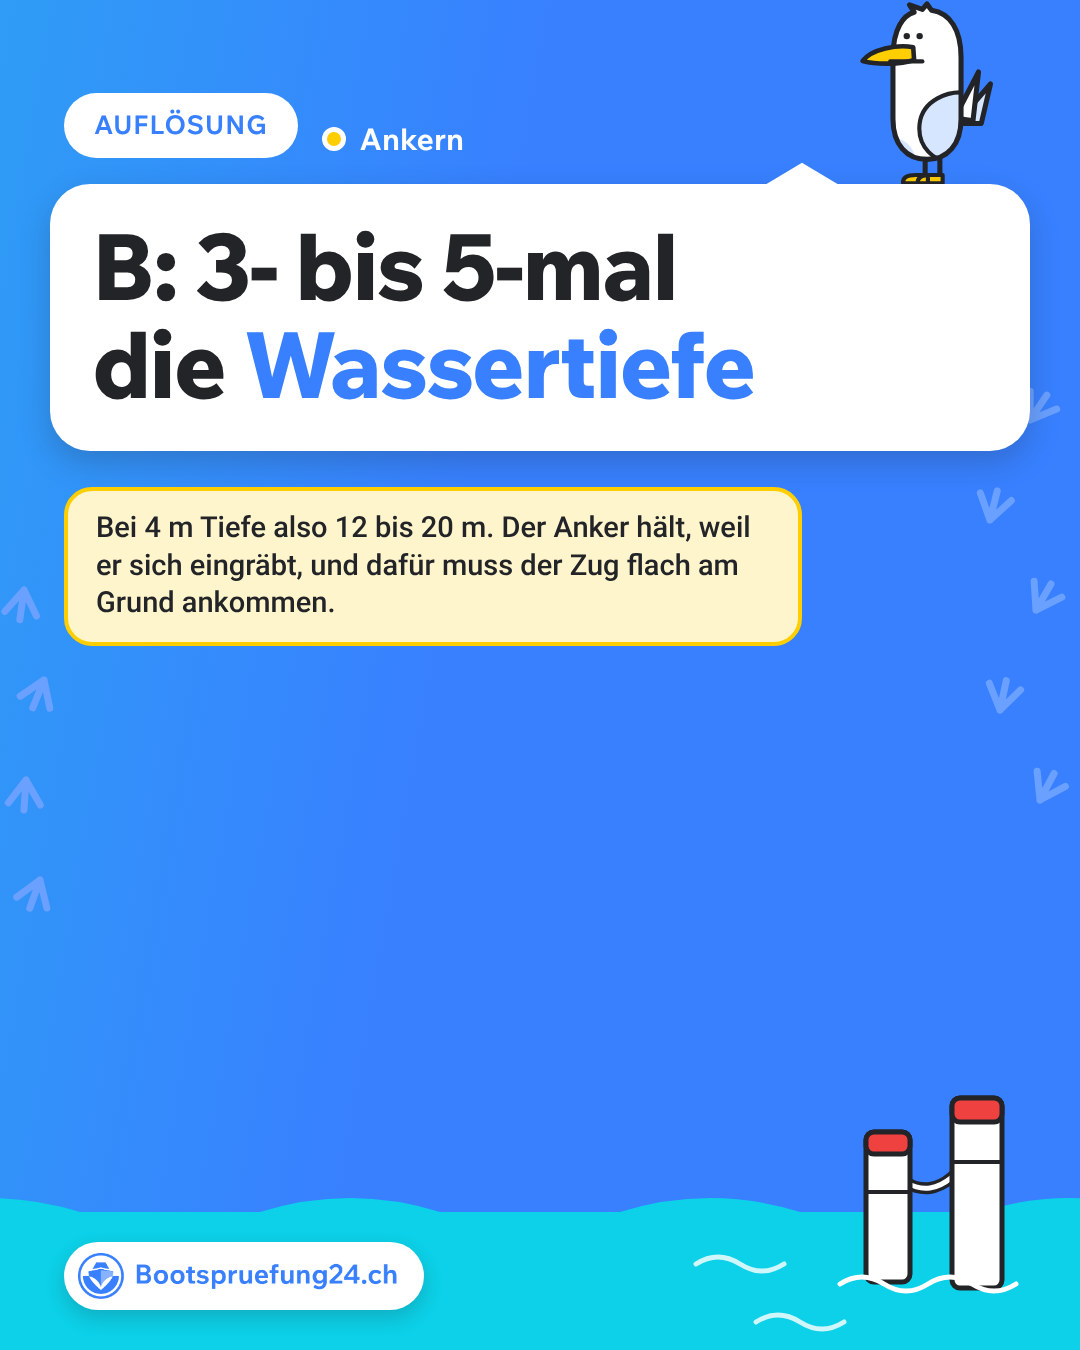 AUFLÖSUNG
Ankern
B: 3- bis 5-mal
die Wassertiefe
Bei 4 m Tiefe also 12 bis 20 m. Der Anker hält, weil
er sich eingräbt, und dafür muss der Zug flach am
Grund ankommen.
Bootspruefung24.ch